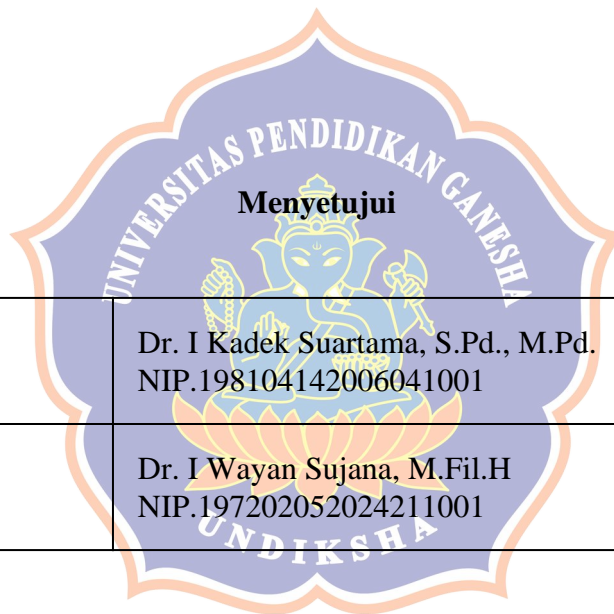 UNIVERSITAS PENDIDIKAN GANESHA
Menyetujui
Dr. I Kadek Suartama, S.Pd., M.Pd.
NIP.198104142006041001
Dr. I Wayan Sujana, M.Fil.H
NIP.197202052024211001
UNDIKSHA